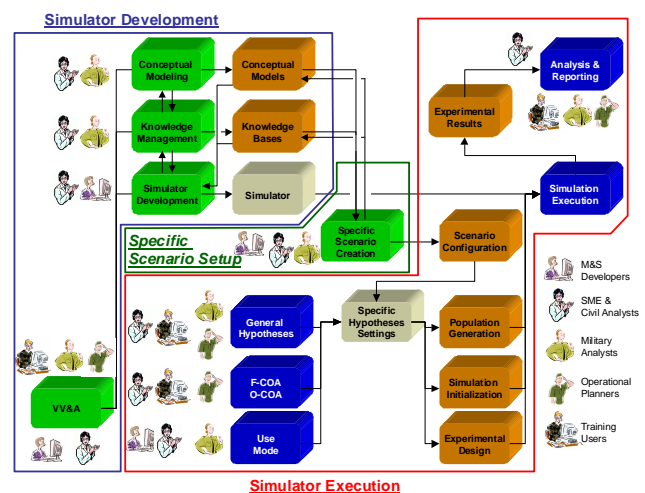 Simulator Development
Conceptual
Modeling
Conceptual
Models
Analysis &
Reporting
Experimental
Results
Knowledge
Management
Knowledge
Bases
Simulator
Development
Simulator
Simulation
Execution
Specific
Scenario Setup
Specific
Scenario
Creation
Scenario
Configuration
M&S
Developers
SME &
Civil Analysts
General
Hypotheses
Specific
Hypotheses
Settings
Population
Generation
Military
Analysts
F-COA
O-COA
Simulation
Initialization
Operational
Planners
VV&A
Use
Mode
Experimental
Design
Training
Users
Simulator Execution